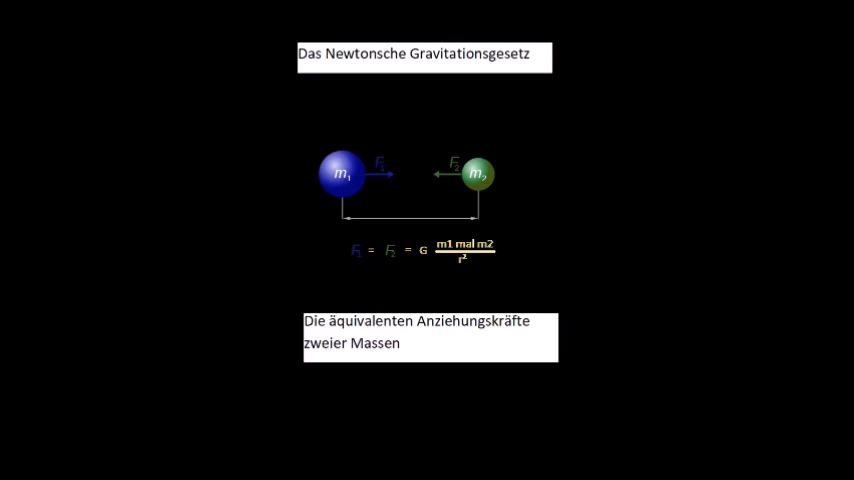 Das Newtonsche Gravitationsgesetz
F₁ F₂
m₁ m₂
F₁ = F₂ = G m1 mal m2
r²
Die äquivalenten Anziehungskräfte
zweier Massen